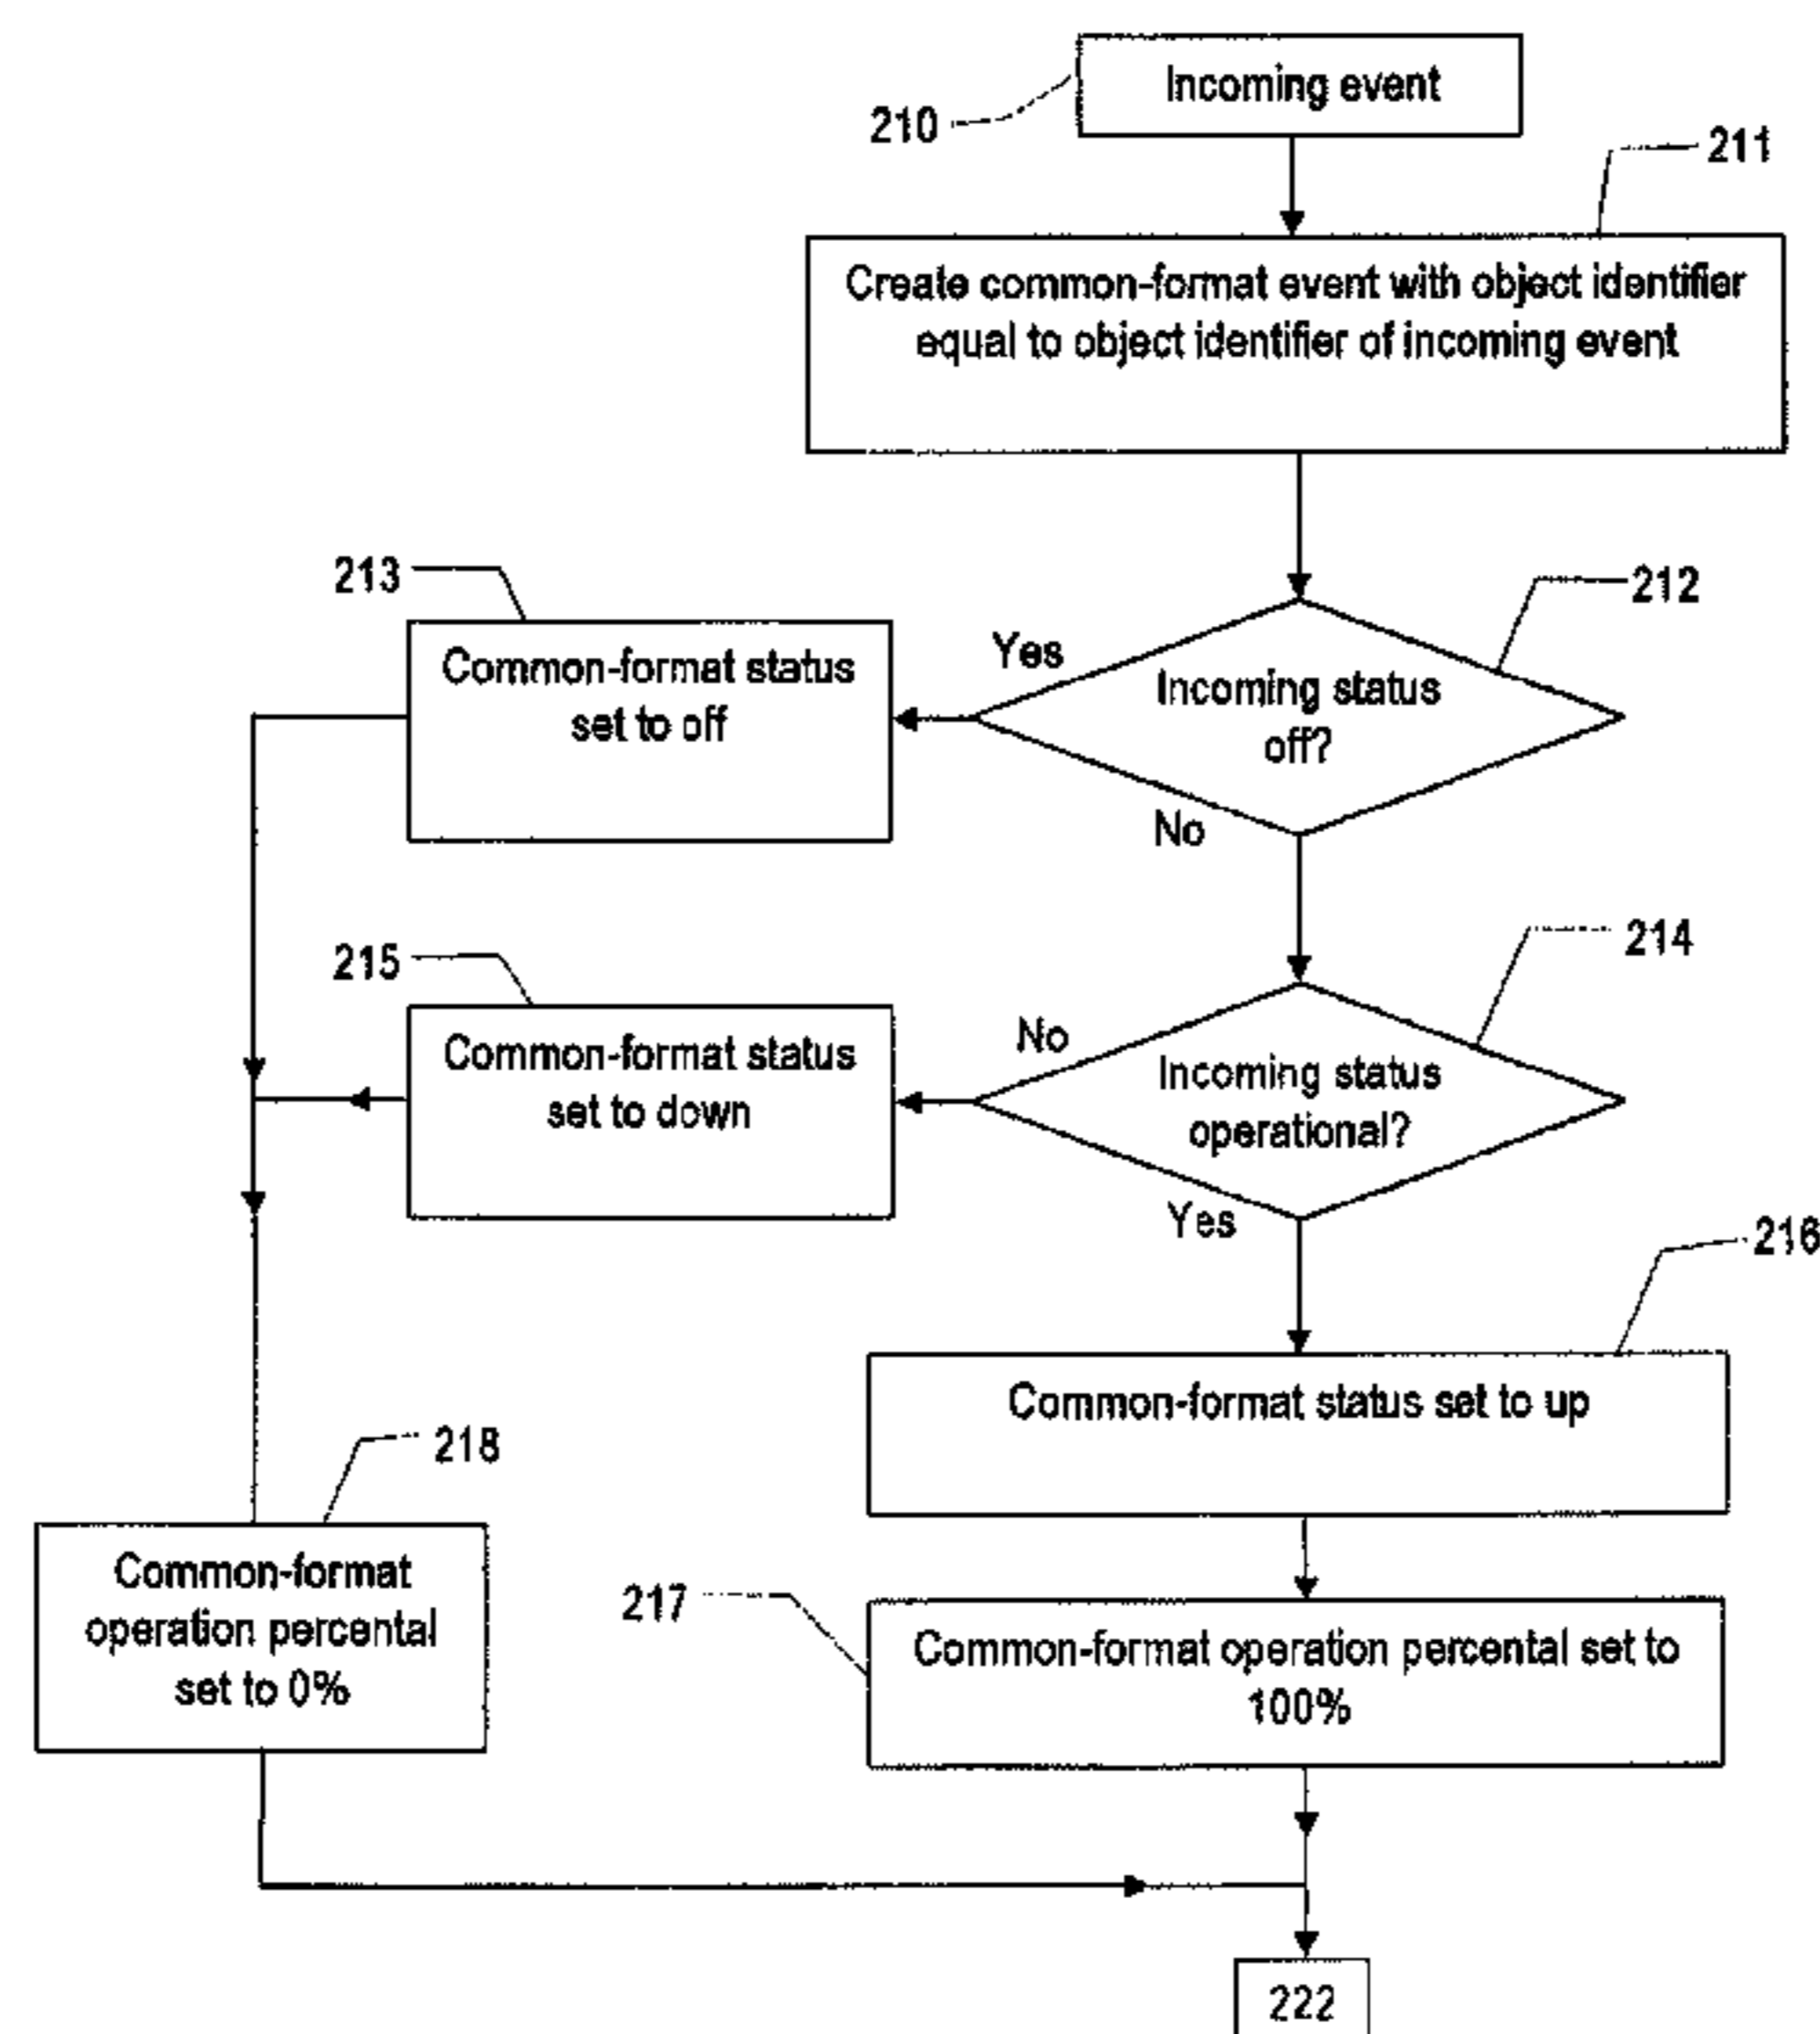 Incoming event
210
211
Create common-format event with object identifier
equal to object identifier of incoming event
212
213
Common-format status
set to off
Yes
Incoming status
off?
No
214
215
Common-format status
set to down
No
Incoming status
operational?
Yes
216
Common-format status set to up
218
Common-format
operation percental
set to 0%
217
Common-format operation percental set to
100%
222